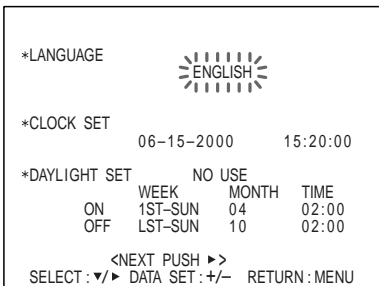 *LANGUAGE
ENGLISH
*CLOCK SET
06–15–2000 15:20:00
*DAYLIGHT SET NO USE
WEEK MONTH TIME
ON 1ST–SUN 04 02:00
OFF LST–SUN 10 02:00
<NEXT PUSH ►>
SELECT : ▼/► DATA SET : +/– RETURN : MENU